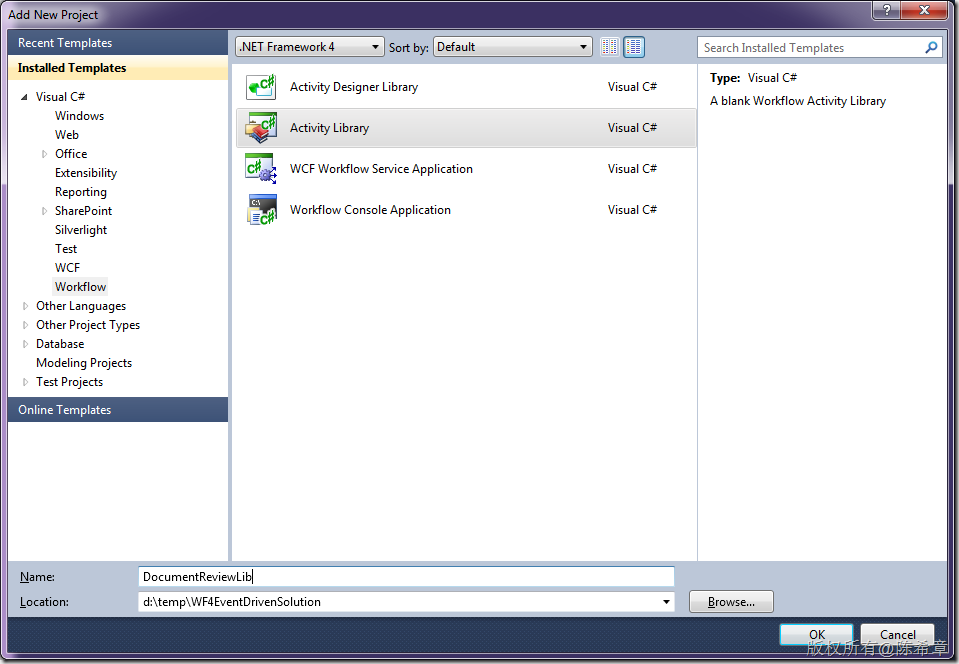 Add New Project
?
Recent Templates
Installed Templates
Visual C#
Windows
Web
Office
Extensibility
Reporting
SharePoint
Silverlight
Test
WCF
Workflow
Other Languages
Other Project Types
Database
Modeling Projects
Test Projects
Online Templates
.NET Framework 4 Sort by: Default
Activity Designer Library Visual C#
Activity Library Visual C#
WCF Workflow Service Application Visual C#
Workflow Console Application Visual C#
Search Installed Templates
Type: Visual C#
A blank Workflow Activity Library
Name: DocumentReviewLib
Location: d:\temp\WF4EventDrivenSolution Browse...
OK Cancel
版权所有@陈希章